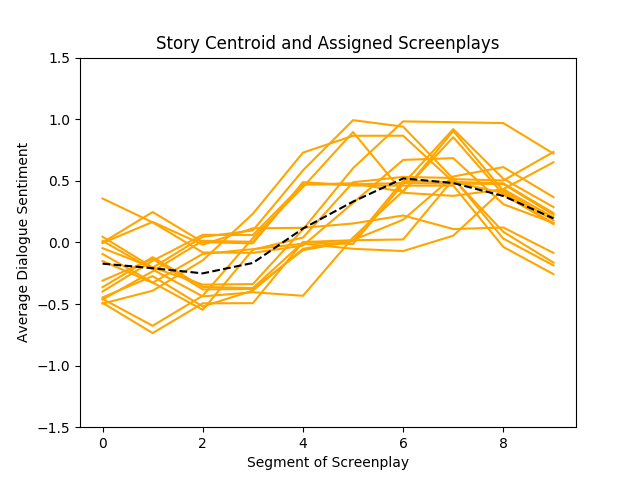 Story Centroid and Assigned Screenplays
1.5
1.0
0.5
0.0
−0.5
−1.0
−1.5
Average Dialogue Sentiment
0 2 4 6 8
Segment of Screenplay